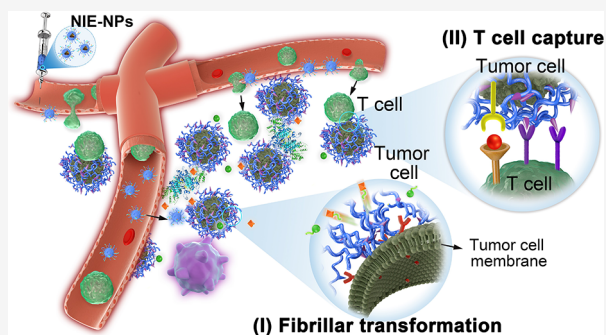 NIE-NPs
(II) T cell capture
Tumor cell
T cell
T cell
Tumor
cell
Tumor cell
membrane
(I) Fibrillar transformation